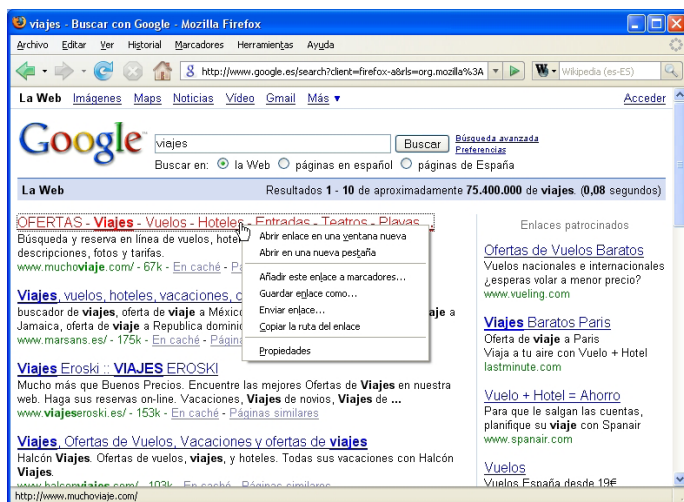 viajes - Buscar con Google - Mozilla Firefox
Archivo Editar Ver Historial Marcadores Herramientas Ayuda
http://www.google.es/search?client=firefox-a&rls=org.mozilla%3A
Wikipedia (es-ES)
La Web Imágenes Maps Noticias Vídeo Gmail Más ▼ Acceder
Google
viajes Buscar
Búsqueda avanzada
Preferencias
Buscar en: la Web páginas en español páginas de España
La Web Resultados 1 - 10 de aproximadamente 75.400.000 de viajes. (0,08 segundos)
OFERTAS - Viajes - Vuelos - Hoteles - Entradas - Teatros - Playas ...
Búsqueda y reserva en línea de vuelos,
descripciones, fotos y tarifas.
www.muchoviaje.com/ - 67k - En caché -
Viajes, vuelos, hoteles, vacaciones,
buscador de viajes, oferta de viaje a
Jamaica, oferta de viaje a Republica
www.marsans.es/ - 175k - En caché -
Viajes Eroski :: VIAJES EROSKI
Mucho más que Buenos Precios. Encuentre las mejores Ofertas de Viajes en nuestra
web. Haga sus reservas on-line. Vacaciones, Viajes de novios, Viajes de ...
www.viajeseroski.es/ - 153k - En caché - Páginas similares
Viajes, Ofertas de Vuelos, Vacaciones y ofertas de viajes
Halcón Viajes. Ofertas de vuelos, viajes, y hoteles. Todas sus vacaciones con Halcón
Viajes.
Abrir enlace en una ventana nueva
Abrir en una nueva pestaña
Añadir este enlace a marcadores...
Guardar enlace como...
Enviar enlace...
Copiar la ruta del enlace
Propiedades
Enlaces patrocinados
Ofertas de Vuelos Baratos
Vuelos nacionales e internacionales
¿esperas volar a menor precio?
www.vueling.com
Viajes Baratos Paris
Oferta de viaje a Paris
Viaja a tu aire con Vuelo + Hotel
lastminute.com
Vuelo + Hotel = Ahorro
Para que le salgan las cuentas,
planifique su viaje con Spanair
www.spanair.com
Vuelos
Vuelos España desde 19€
http://www.muchoviaje.com/